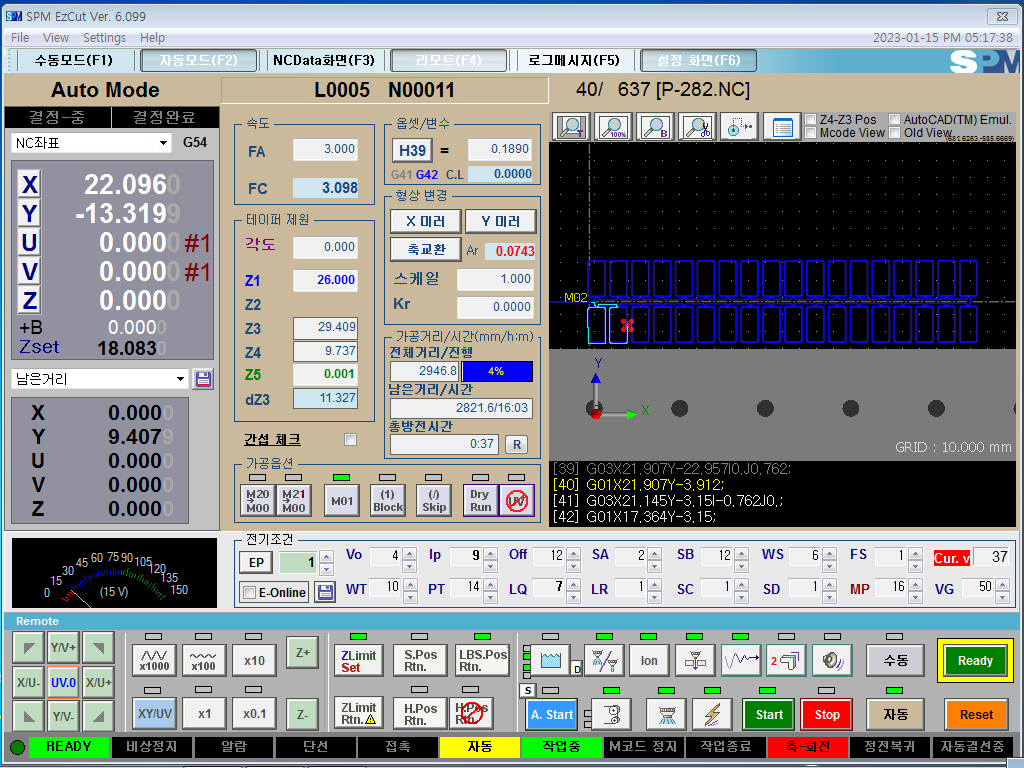 SPM EzCut Ver. 6.099
File View Settings Help
2023-01-15 PM 05:17:38
수동모드(F1) 자동모드(F2) NCData화면(F3) 리모트(F4) 로그메시지(F5) 설정 화면(F6) SPM
Auto Mode L0005 N00011 40/ 637 [P-282.NC]
결정-중 결정완료
NC좌표 G54
X 22.0960
Y -13.3199
U 0.0000 #1
V 0.0000 #1
Z 0.0000
+B 0.0000
Zset 18.0830
남은거리
X 0.0000
Y 9.4079
U 0.0000
V 0.0000
Z 0.0000
속도
FA 3.000
FC 3.098
테이퍼 제원
각도 0.000
Z1 26.000
Z2
Z3 29.409
Z4 9.737
Z5 0.001
dZ3 11.327
간섭 체크
옵셋/변수
H39 = 0.1890
G41 G42 C.L 0.0000
형상 변경
X 미러 Y 미러
축교환 Ar 0.0743
스케일 1.000
Kr 0.0000
가공거리/시간(mm/h:m)
전체거리/진행
2946.8 4%
남은거리/시간
2821.6/16:03
총방전시간
0:37 R
가공옵션
M20 M00 M21 M00 M01 (1) Block (/) Skip Dry Run UV
T 100% B
Z4-Z3 Pos AutoCAD(TM) Emul.
Mcode View Old View
(681.6263,-585.6669)
M02
Y
X
GRID : 10.000 mm
[39] G03X21,907Y-22,957I0,J0,762;
[40] G01X21,907Y-3,912;
[41] G03X21,145Y-3,15I-0,762J0,;
[42] G01X17,364Y-3,15;
0 15 30 45 60 75 90 105 120 135 150
(15 V)
전기조건
EP 1 Vo 4 Ip 9 Off 12 SA 2 SB 12 WS 6 FS 1 Cur. v 37
E-Online WT 10 PT 14 LQ 7 LR 1 SC 1 SD 1 MP 16 VG 50
Remote
Y/V+ x1000 x100 x10 Z+ ZLimit Set S.Pos Rtn. LBS.Pos Rtn. D Ion 2 수동 Ready
X/U- UV.0 X/U+
Y/V- XY/UV x1 x0.1 Z- ZLimit Rtn. H.Pos Rtn. H.Pos Rtn. S A. Start Start Stop 자동 Reset
READY 비상정지 알람 단선 접촉 자동 작업중 M코드 정지 작업종료 축-회전 정전복귀 자동결선중